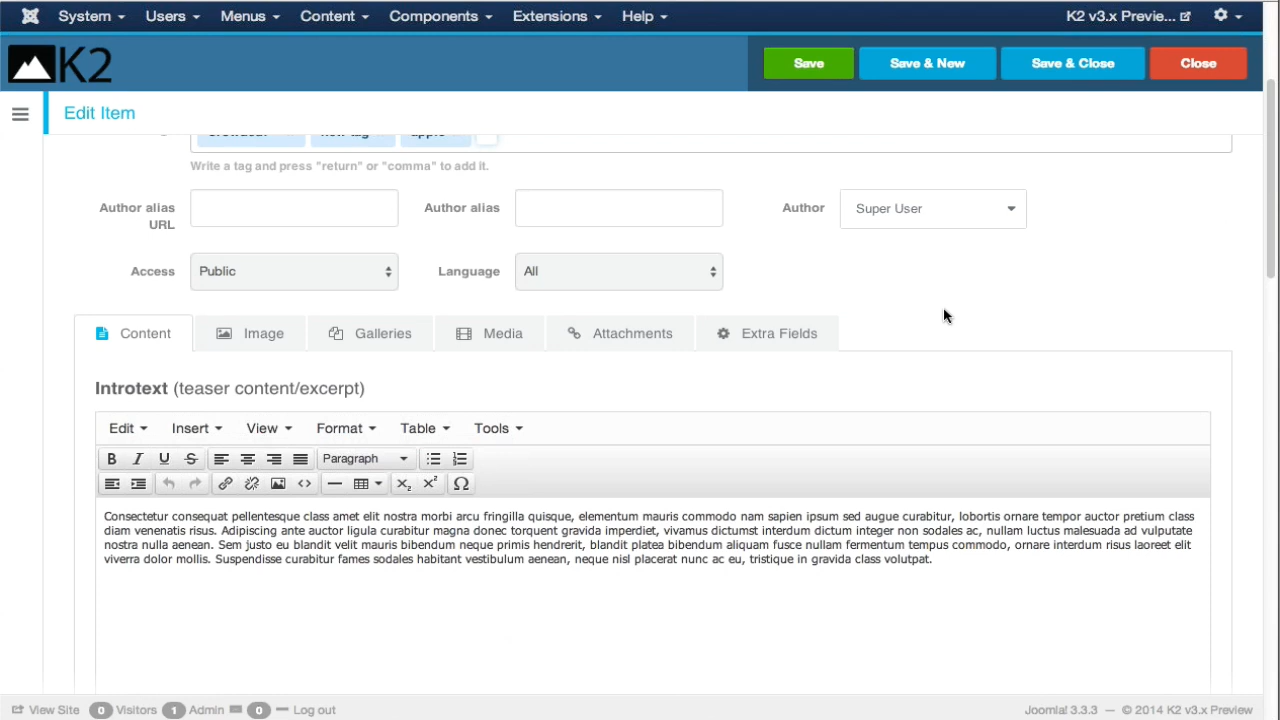 System Users Menus Content Components Extensions Help K2 v3.x Previe...
K2 Save Save & New Save & Close Close
Edit Item
Write a tag and press "return" or "comma" to add it.
Author alias URL Author alias Author Super User
Access Public Language All
Content Image Galleries Media Attachments Extra Fields
Introtext (teaser content/excerpt)
Edit Insert View Format Table Tools
B I U S Paragraph
Consectetur consequat pellentesque class amet elit nostra morbi arcu fringilla quisque, elementum mauris commodo nam sapien ipsum sed augue curabitur, lobortis ornare tempor auctor pretium class
diam venenatis risus. Adipiscing ante auctor ligula curabitur magna donec torquent gravida imperdiet, vivamus dictumst interdum dictum integer non sodales ac, nullam luctus malesuada ad vulputate
nostra nulla aenean. Sem justo eu blandit velit mauris bibendum neque primis hendrerit, blandit platea bibendum aliquam fusce nullam fermentum tempus commodo, ornare interdum risus laoreet elit
viverra dolor mollis. Suspendisse curabitur fames sodales habitant vestibulum aenean, neque nisl placerat nunc ac eu, tristique in gravida class volutpat.
View Site 0 Visitors 1 Admin 0 Log out Joomla! 3.3.3 — © 2014 K2 v3.x Preview